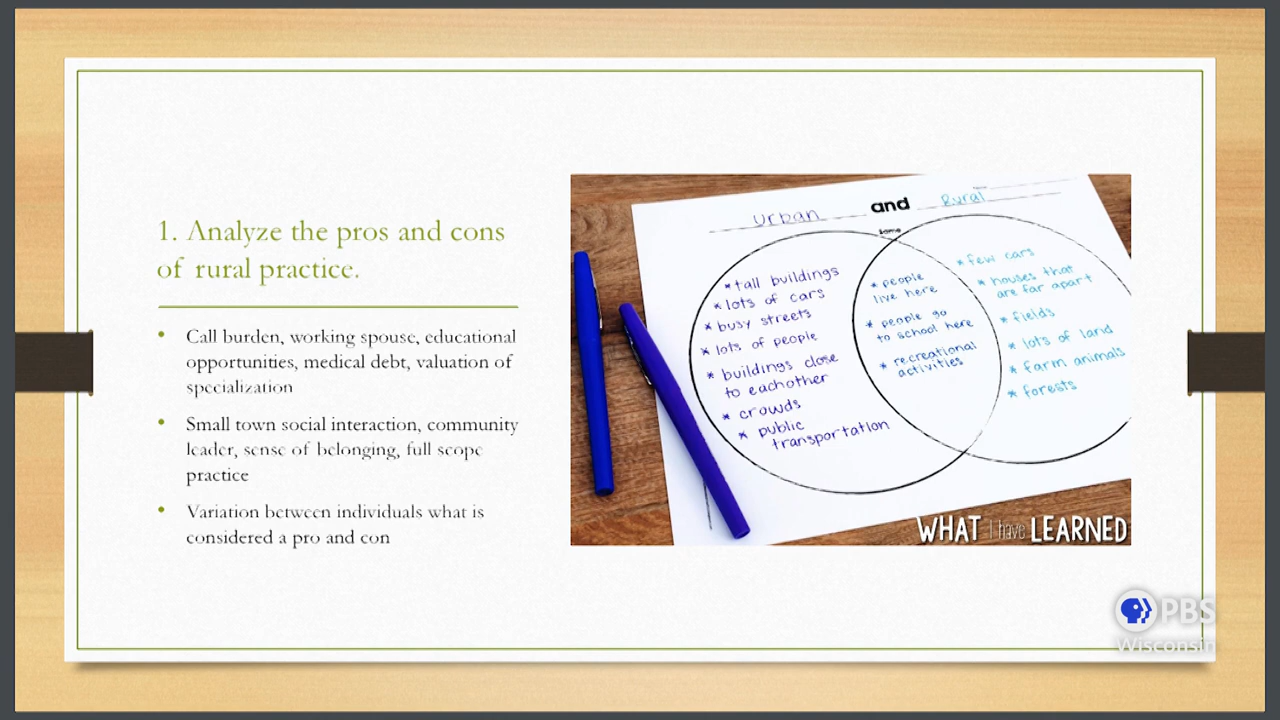 1. Analyze the pros and cons
of rural practice.
• Call burden, working spouse, educational
opportunities, medical debt, valuation of
specialization
• Small town social interaction, community
leader, sense of belonging, full scope
practice
• Variation between individuals what is
considered a pro and con
Urban and Rural
same
* tall buildings
* lots of cars
* busy streets
* lots of people
* buildings close
to eachother
* crowds
* public
transportation
* people
live here
* people go
to school here
* recreational
activities
* few cars
* houses that
are far apart
* fields
* lots of land
* farm animals
* forests
WHAT I have LEARNED
PBS
Wisconsin